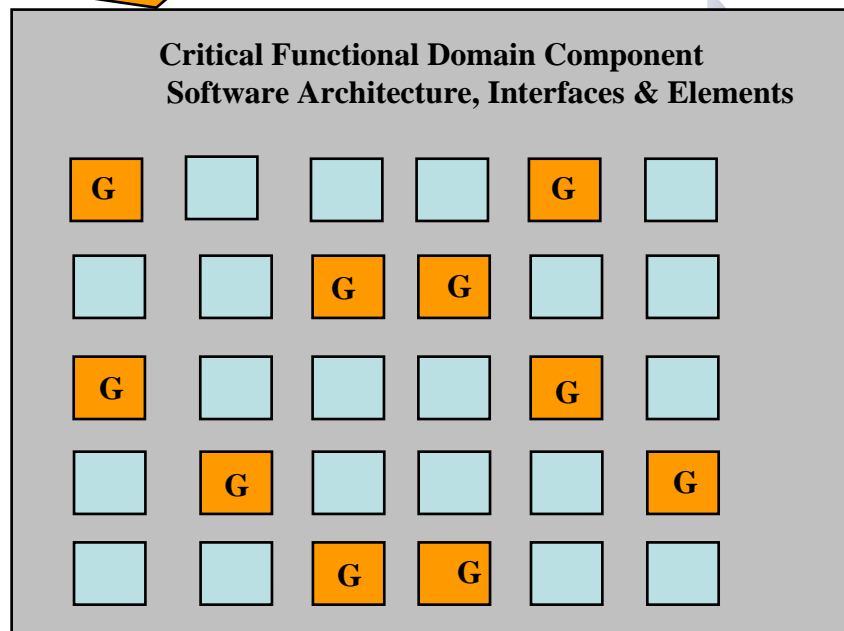 Critical Functional Domain Component
Software Architecture, Interfaces & Elements
G G
G G
G G
G G
G G